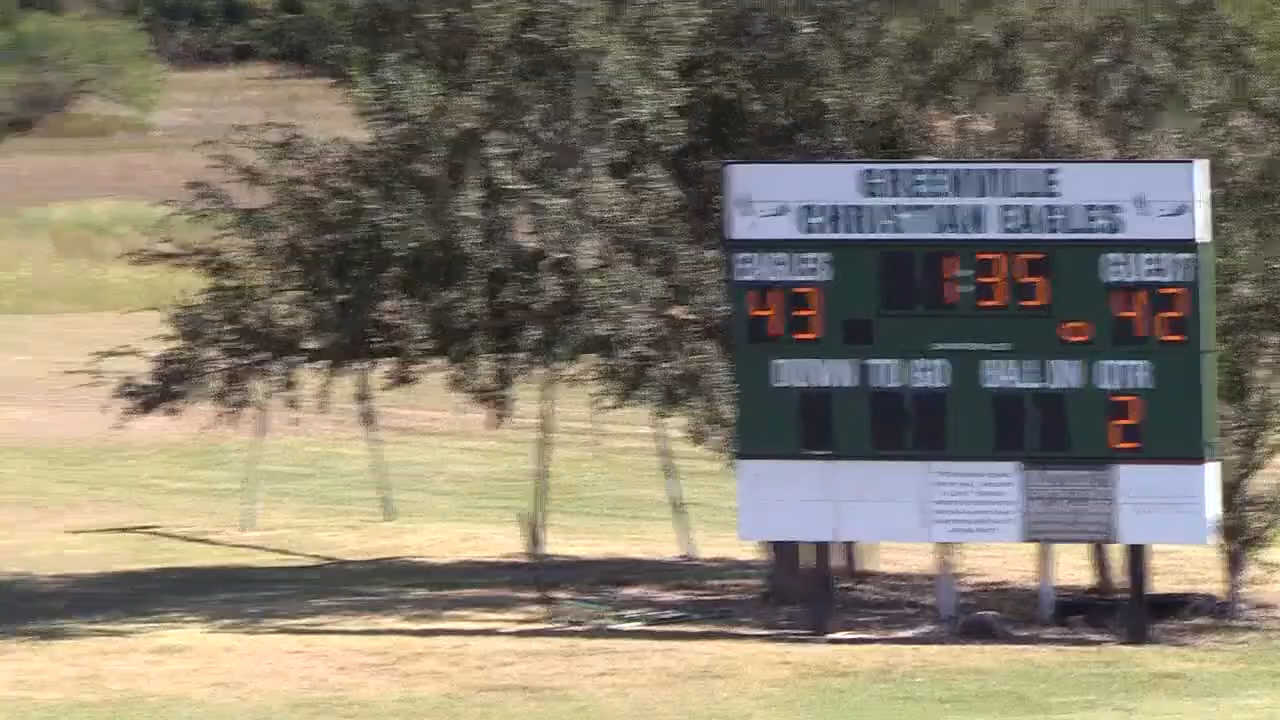 GREENVILLE
CHRISTIAN EAGLES
EAGLES 1:35 GUEST
43 42
DOWN TO GO BALL ON QTR
2